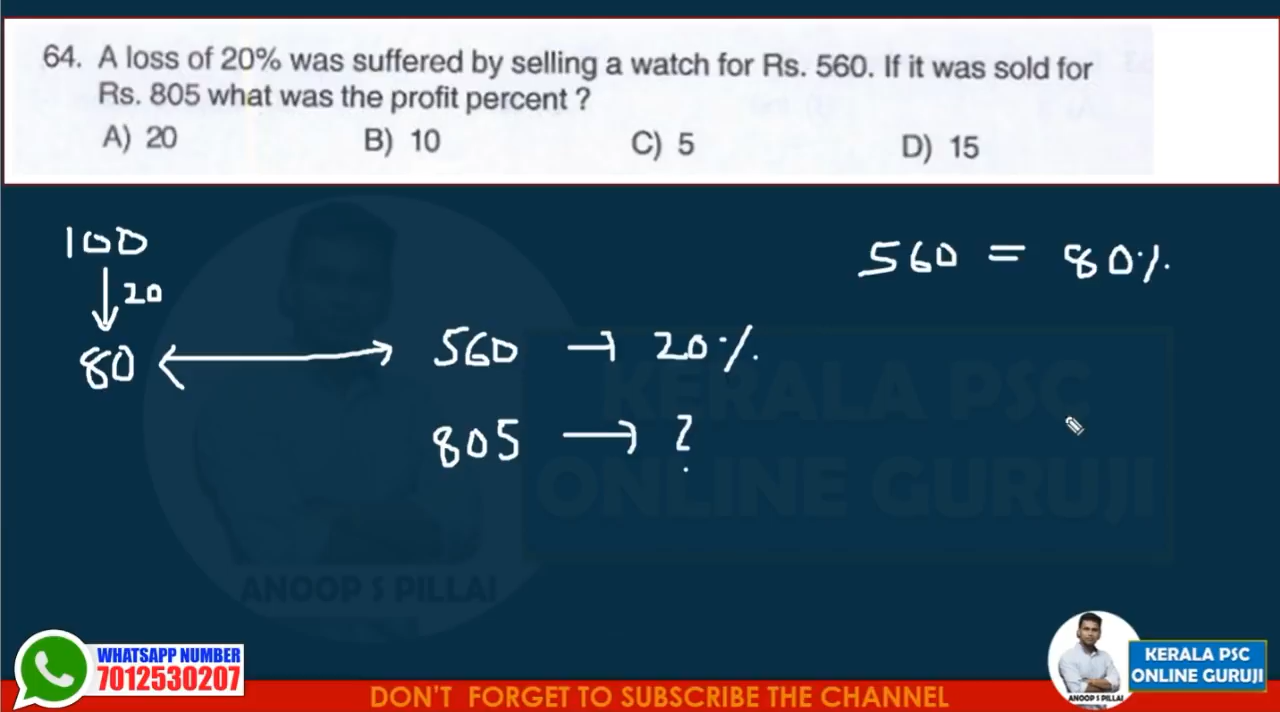 64. A loss of 20% was suffered by selling a watch for Rs. 560. If it was sold for
Rs. 805 what was the profit percent ?
A) 20 B) 10 C) 5 D) 15
100
20
80
560 → 20%
805 → ?
560 = 80%
KERALA PSC
ONLINE GURUJI
ANOOP S PILLAI
WHATSAPP NUMBER
7012530207
ANOOP S PILLAI
KERALA PSC
ONLINE GURUJI
DON'T FORGET TO SUBSCRIBE THE CHANNEL